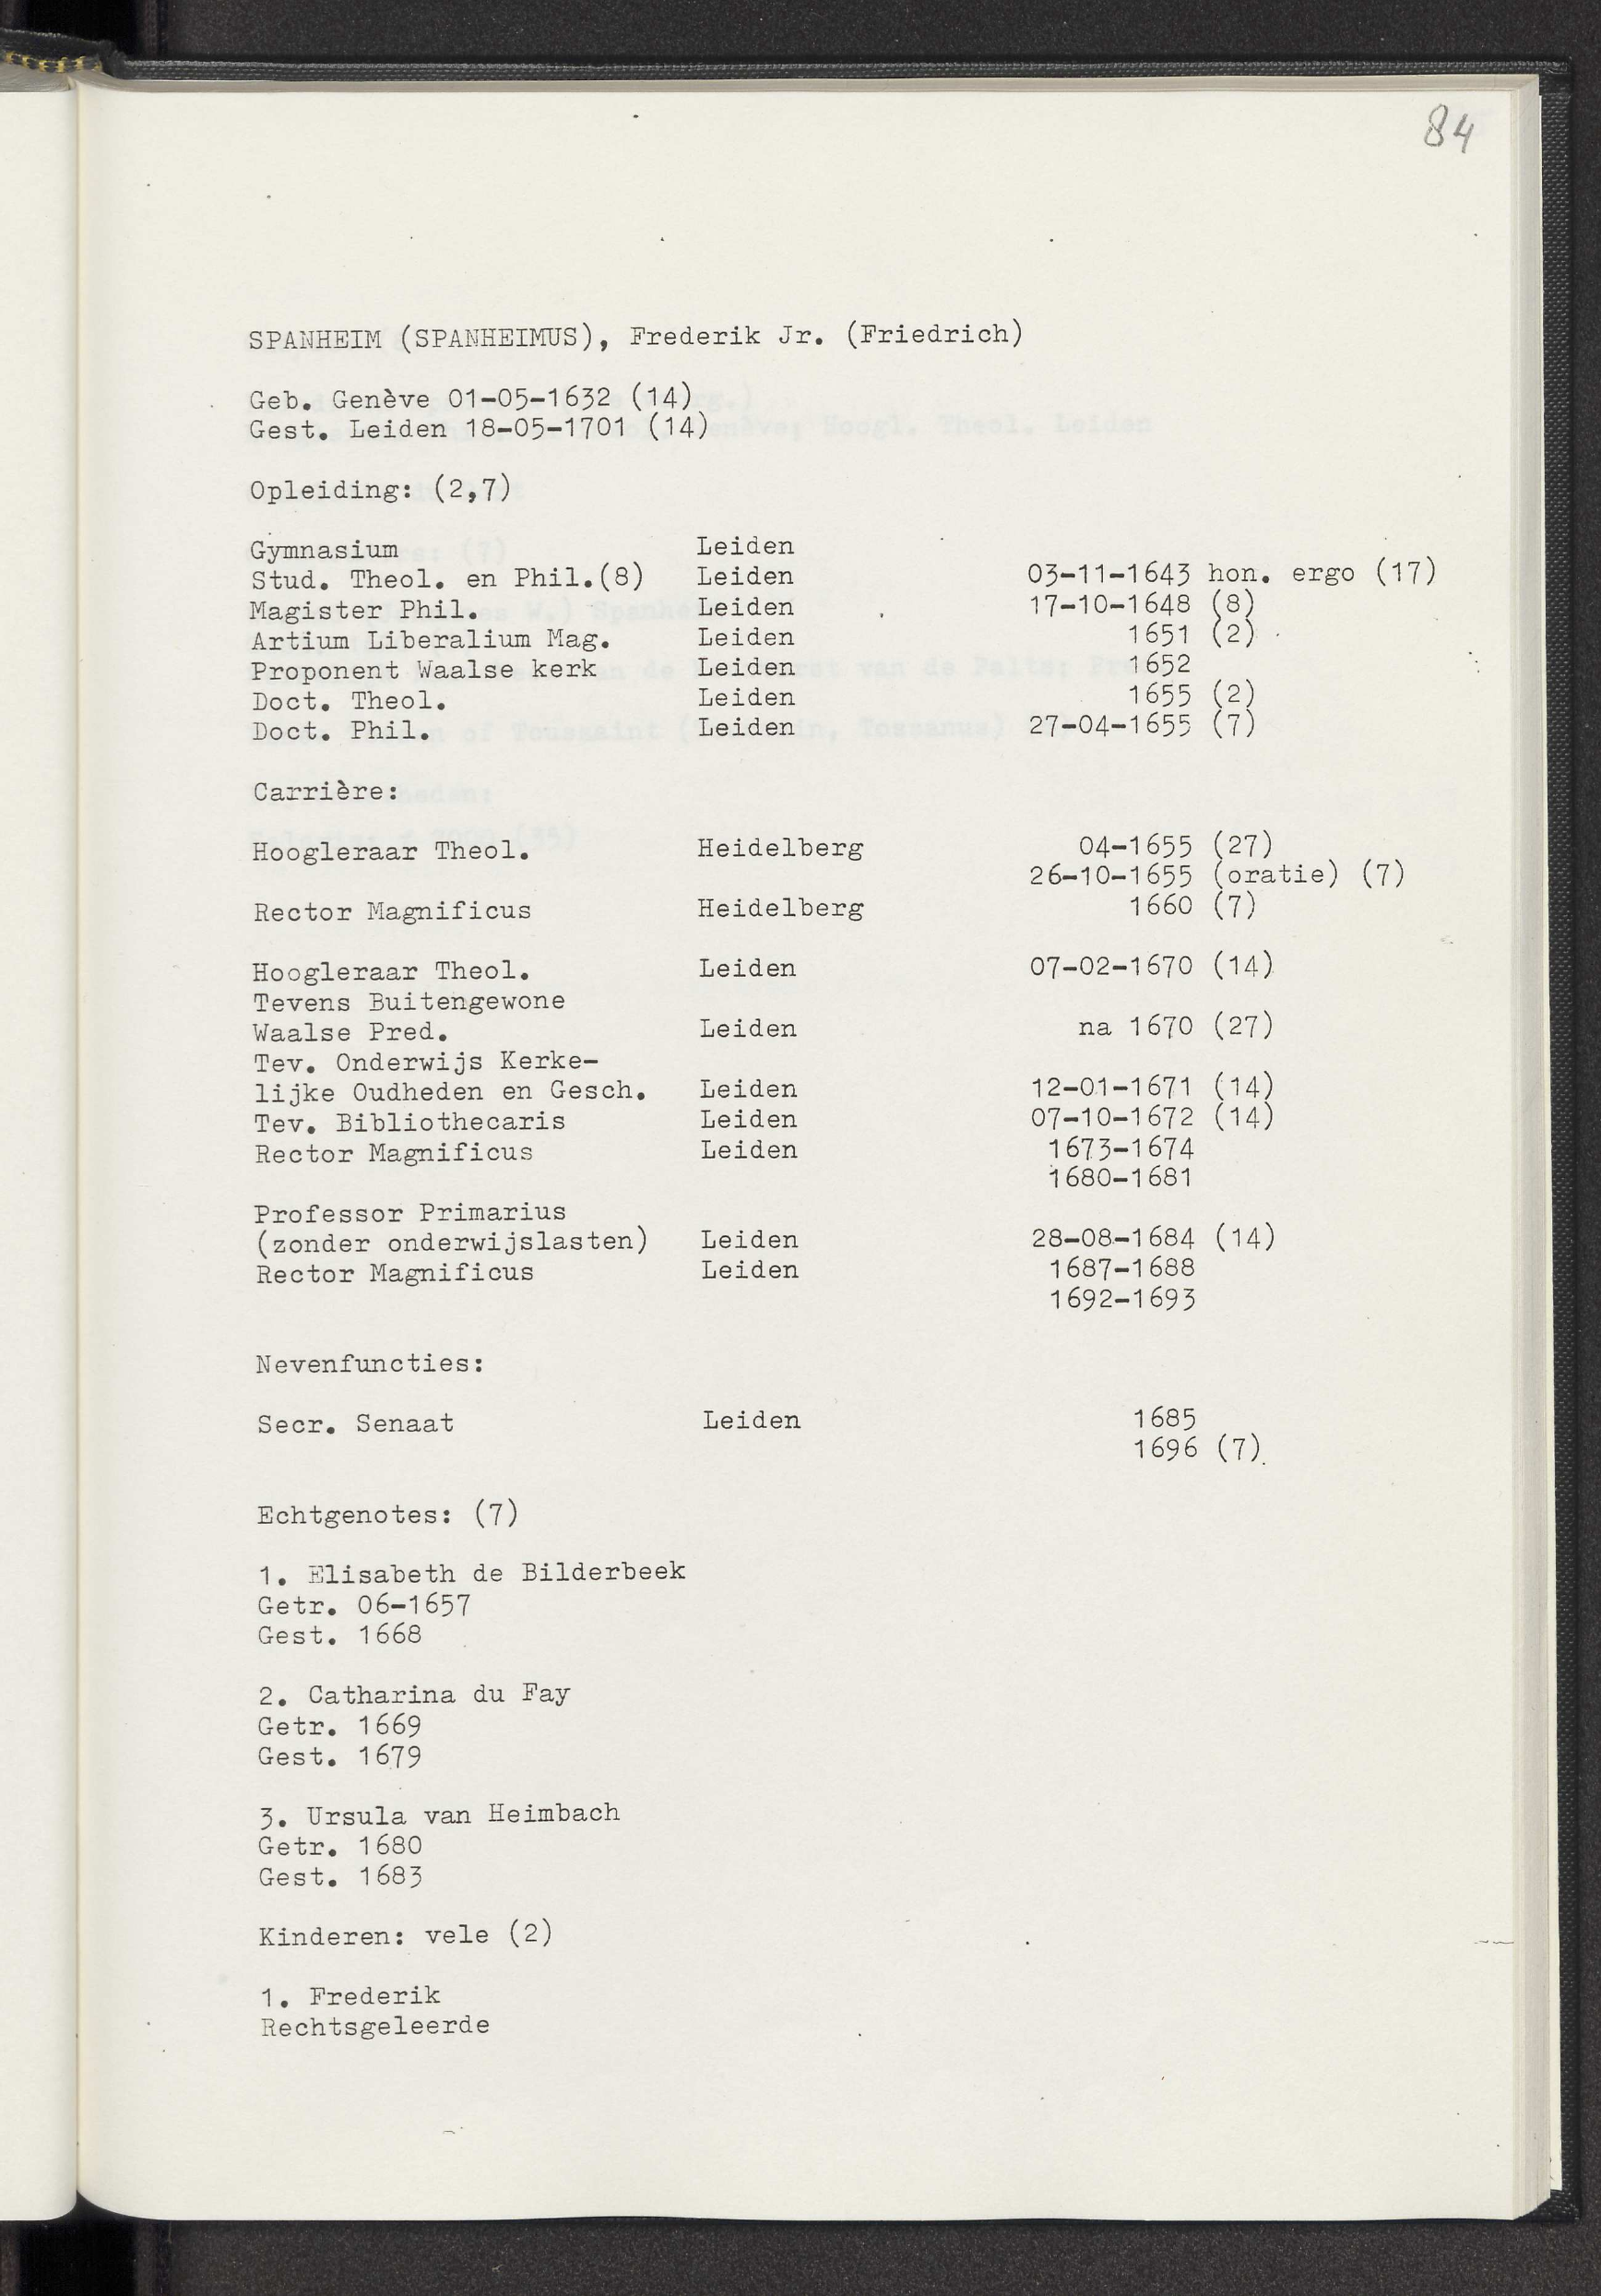 84
SPANHEIM (SPANHEIMUS), Frederik Jr. (Friedrich)
Geb. Genève 01-05-1632 (14)
Gest. Leiden 18-05-1701 (14)
Opleiding: (2,7)
Gymnasium Leiden
Stud. Theol. en Phil.(8) Leiden 03-11-1643 hon. ergo (17)
Magister Phil. Leiden 17-10-1648 (8)
Artium Liberalium Mag. Leiden 1651 (2)
Proponent Waalse kerk Leiden 1652
Doct. Theol. Leiden 1655 (2)
Doct. Phil. Leiden 27-04-1655 (7)
Carrière:
Hoogleraar Theol. Heidelberg 04-1655 (27)
26-10-1655 (oratie) (7)
Rector Magnificus Heidelberg 1660 (7)
Hoogleraar Theol. Leiden 07-02-1670 (14)
Tevens Buitengewone
Waalse Pred. Leiden na 1670 (27)
Tev. Onderwijs Kerke-
lijke Oudheden en Gesch. Leiden 12-01-1671 (14)
Tev. Bibliothecaris Leiden 07-10-1672 (14)
Rector Magnificus Leiden 1673-1674
1680-1681
Professor Primarius
(zonder onderwijslasten) Leiden 28-08-1684 (14)
Rector Magnificus Leiden 1687-1688
1692-1693
Nevenfuncties:
Secr. Senaat Leiden 1685
1696 (7)
Echtgenotes: (7)
1. Elisabeth de Bilderbeek
Getr. 06-1657
Gest. 1668
2. Catharina du Fay
Getr. 1669
Gest. 1679
3. Ursula van Heimbach
Getr. 1680
Gest. 1683
Kinderen: vele (2)
1. Frederik
Rechtsgeleerde